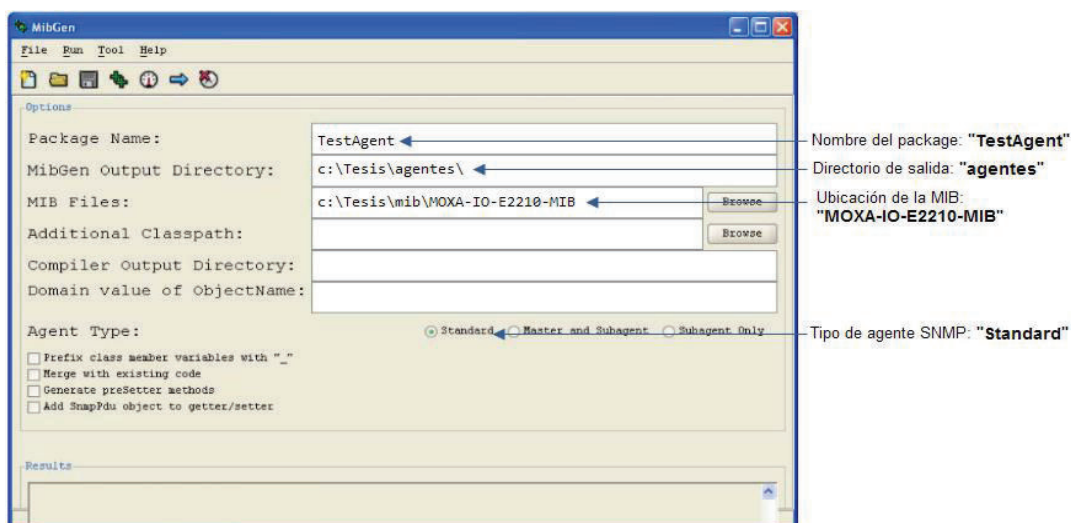 MibGen
File Run Tool Help
Options
Package Name:
TestAgent
Nombre del package: "TestAgent"
MibGen Output Directory:
c:\Tesis\agentes\
Directorio de salida: "agentes"
MIB Files:
c:\Tesis\mib\MOXA-IO-E2210-MIB
Browse
Ubicación de la MIB:
"MOXA-IO-E2210-MIB"
Additional Classpath:
Browse
Compiler Output Directory:
Domain value of ObjectName:
Agent Type:
Standard Master and Subagent Subagent Only
Tipo de agente SNMP: "Standard"
Prefix class member variables with "_"
Merge with existing code
Generate preSetter methods
Add SnmpPdu object to getter/setter
Results